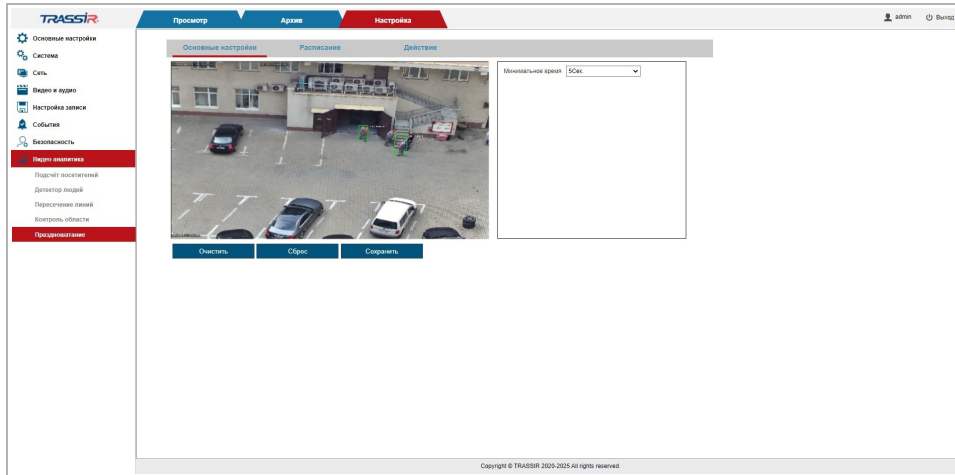 TRASSIR
Просмотр
Архив
Настройка
admin
Выход
Основные настройки
Система
Сеть
Видео и аудио
Настройка записи
События
Безопасность
Видео аналитика
Подсчёт посетителей
Детектор людей
Пересечение линий
Контроль области
Праздношатание
Основные настройки
Расписание
Действие
Минимальное время
5Сек.
Очистить
Сброс
Сохранить
Copyright © TRASSIR 2020-2025 All rights reserved.